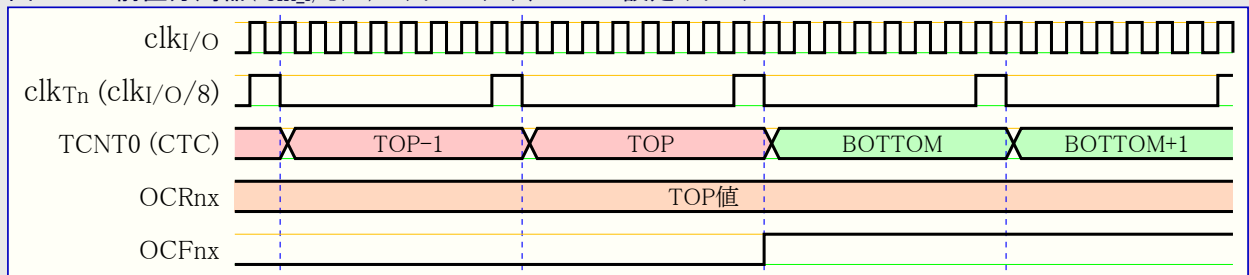 clkI/O
clkTn (clkI/O/8)
TCNT0 (CTC) TOP-1 TOP BOTTOM BOTTOM+1
OCRnx TOP値
OCFnx